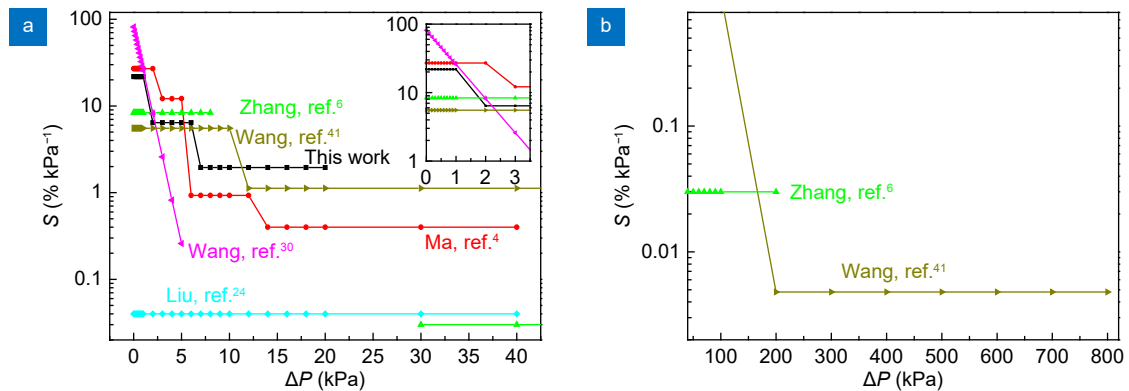 a
S (% kPa⁻¹)
100
10
1
0.1
0 5 10 15 20 25 30 35 40
ΔP (kPa)
Zhang, ref.⁶
Wang, ref.⁴¹
This work
Ma, ref.⁴
Wang, ref.³⁰
Liu, ref.²⁴
100
10
1
0 1 2 3
b
S (% kPa⁻¹)
0.1
0.01
100 200 300 400 500 600 700 800
ΔP (kPa)
Zhang, ref.⁶
Wang, ref.⁴¹